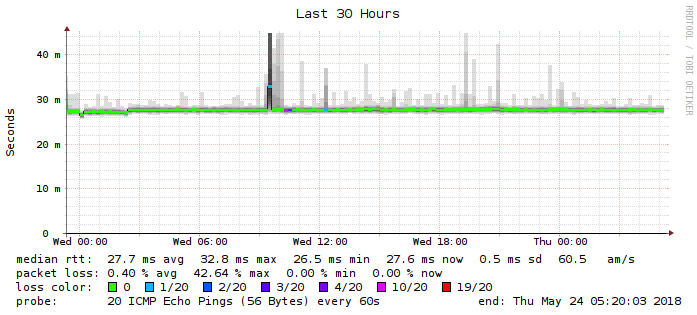 Last 30 Hours
RRDTOOL / TOBI OETIKER
Seconds
40 m
30 m
20 m
10 m
0
Wed 00:00 Wed 06:00 Wed 12:00 Wed 18:00 Thu 00:00
median rtt: 27.7 ms avg 32.8 ms max 26.5 ms min 27.6 ms now 0.5 ms sd 60.5 am/s
packet loss: 0.40 % avg 42.64 % max 0.00 % min 0.00 % now
loss color: 0 1/20 2/20 3/20 4/20 10/20 19/20
probe: 20 ICMP Echo Pings (56 Bytes) every 60s end: Thu May 24 05:20:03 2018